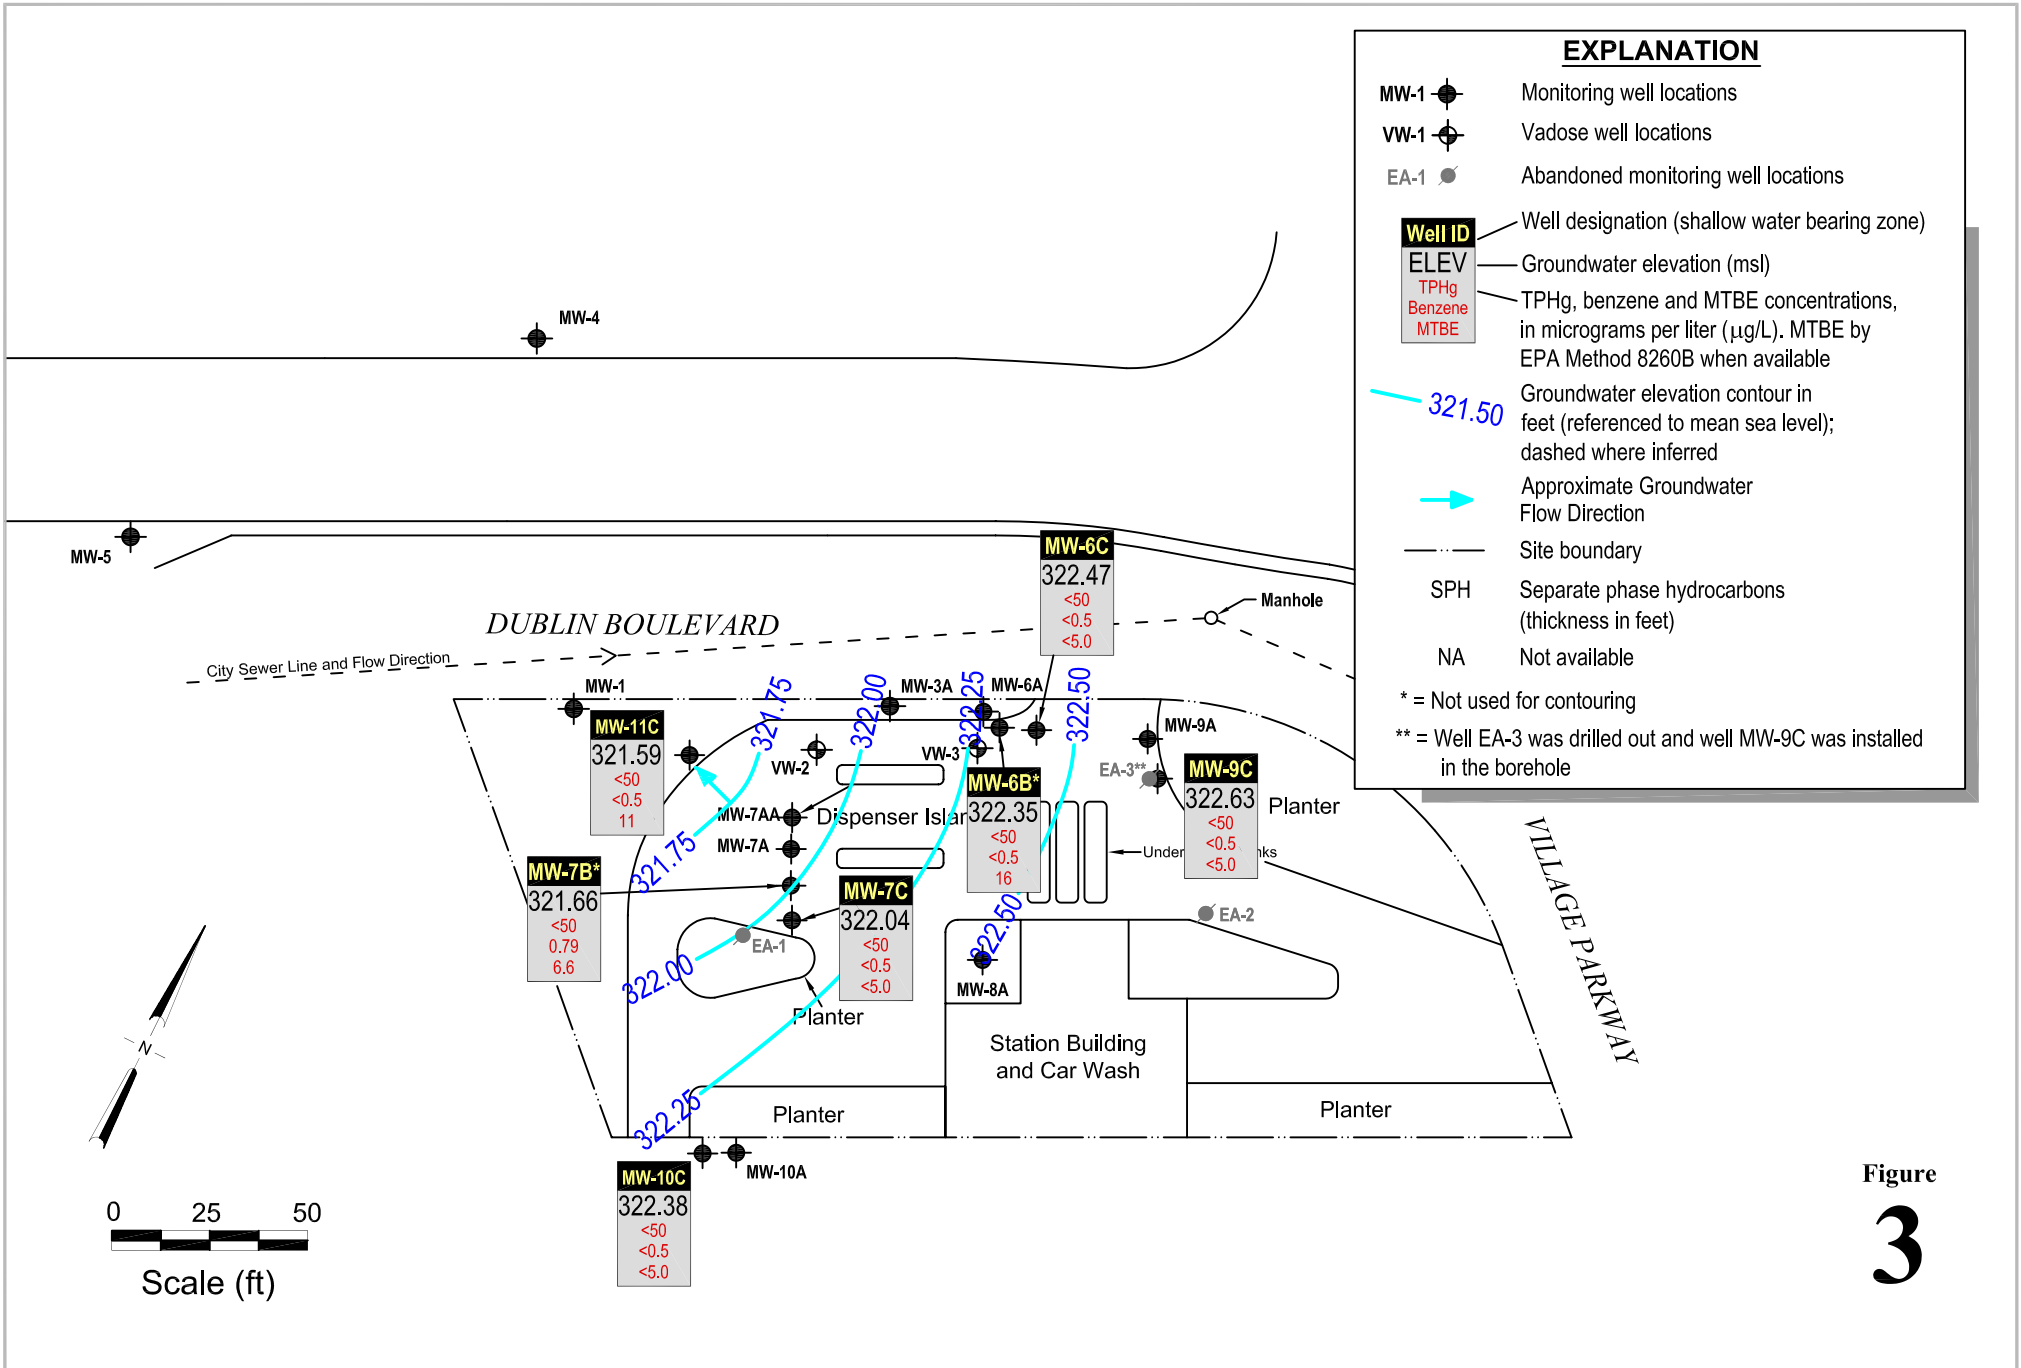 EXPLANATION
MW-1 Monitoring well locations
VW-1 Vadose well locations
EA-1 Abandoned monitoring well locations
Well ID
ELEV
TPHg
Benzene
MTBE
Well designation (shallow water bearing zone)
Groundwater elevation (msl)
TPHg, benzene and MTBE concentrations,
in micrograms per liter (µg/L). MTBE by
EPA Method 8260B when available
321.50
Groundwater elevation contour in
feet (referenced to mean sea level);
dashed where inferred
Approximate Groundwater
Flow Direction
Site boundary
SPH Separate phase hydrocarbons
(thickness in feet)
NA Not available
* = Not used for contouring
** = Well EA-3 was drilled out and well MW-9C was installed
in the borehole
MW-4
MW-5
DUBLIN BOULEVARD
City Sewer Line and Flow Direction
Manhole
MW-6C
322.47
<50
<0.5
<5.0
MW-1
MW-3A
MW-6A
MW-9A
321.75
322.00
322.25
322.50
MW-11C
321.59
<50
<0.5
11
VW-2
VW-3
EA-3**
MW-6B*
322.35
<50
<0.5
16
MW-9C
322.63
<50
<0.5
<5.0
Planter
MW-7AA
Dispenser Islan
MW-7A
321.75
Under
nks
MW-7B*
321.66
<50
0.79
6.6
MW-7C
322.04
<50
<0.5
<5.0
322.50
EA-2
EA-1
322.00
MW-8A
Planter
VILLAGE PARKWAY
Station Building
and Car Wash
N
322.25
Planter
Planter
MW-10A
MW-10C
322.38
<50
<0.5
<5.0
0 25 50
Scale (ft)
Figure
3